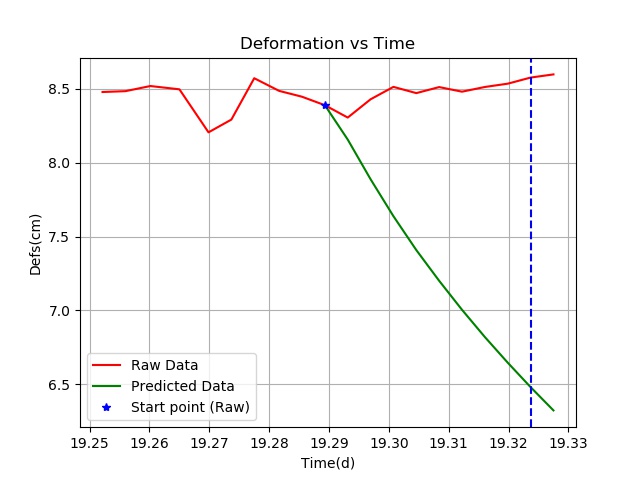 Deformation vs Time
Defs(cm)
8.5
8.0
7.5
7.0
6.5
Raw Data
Predicted Data
Start point (Raw)
19.25 19.26 19.27 19.28 19.29 19.30 19.31 19.32 19.33
Time(d)